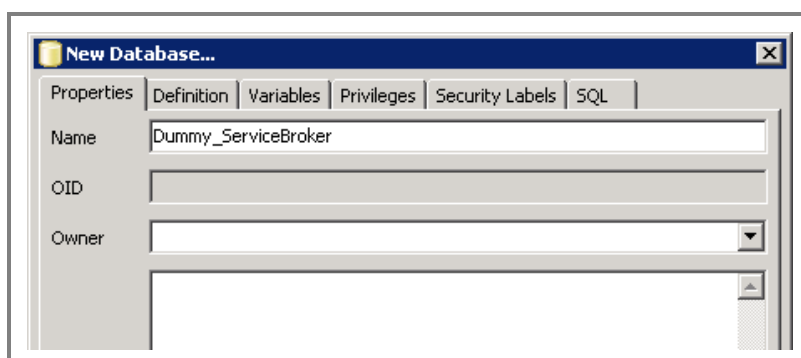 New Database...
Properties Definition Variables Privileges Security Labels SQL
Name Dummy_ServiceBroker
OID
Owner